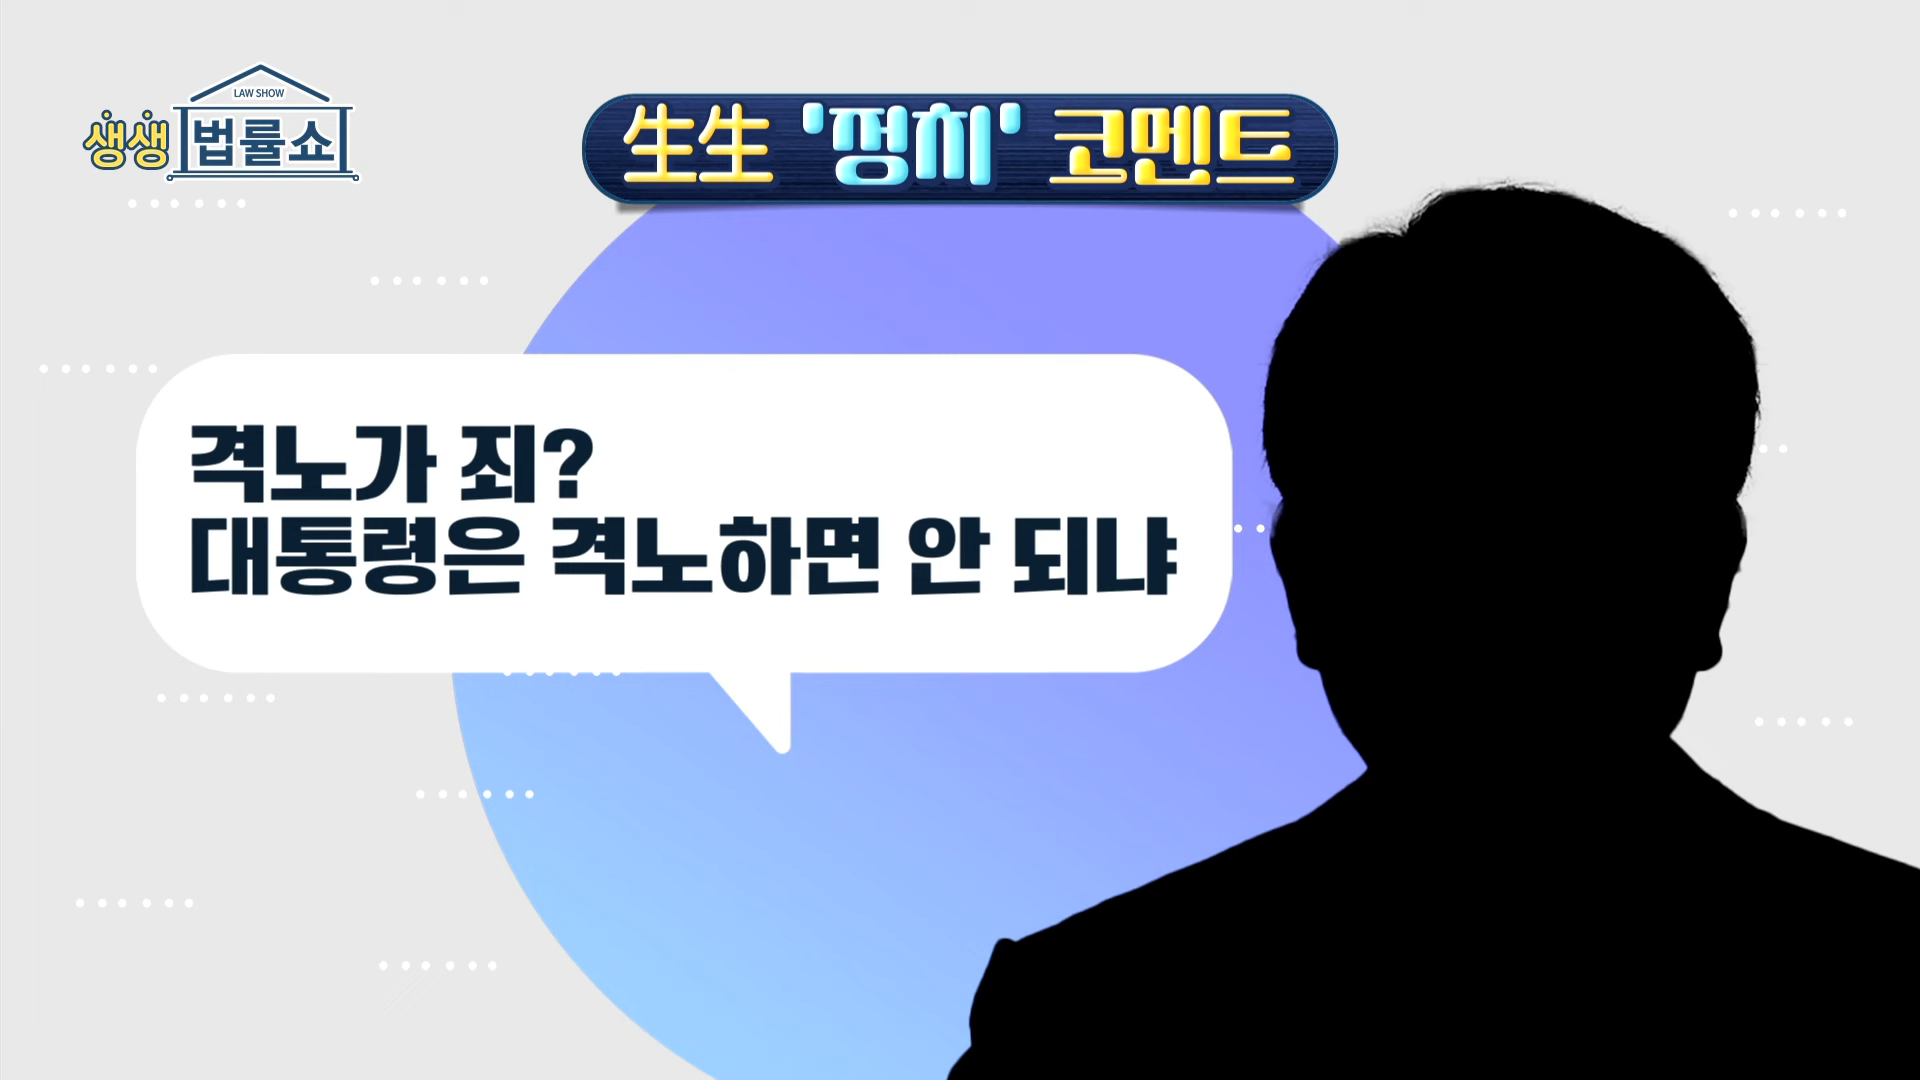 LAW SHOW
생생 법률쇼
生生 '정치' 코멘트
격노가 죄?
대통령은 격노하면 안 되냐